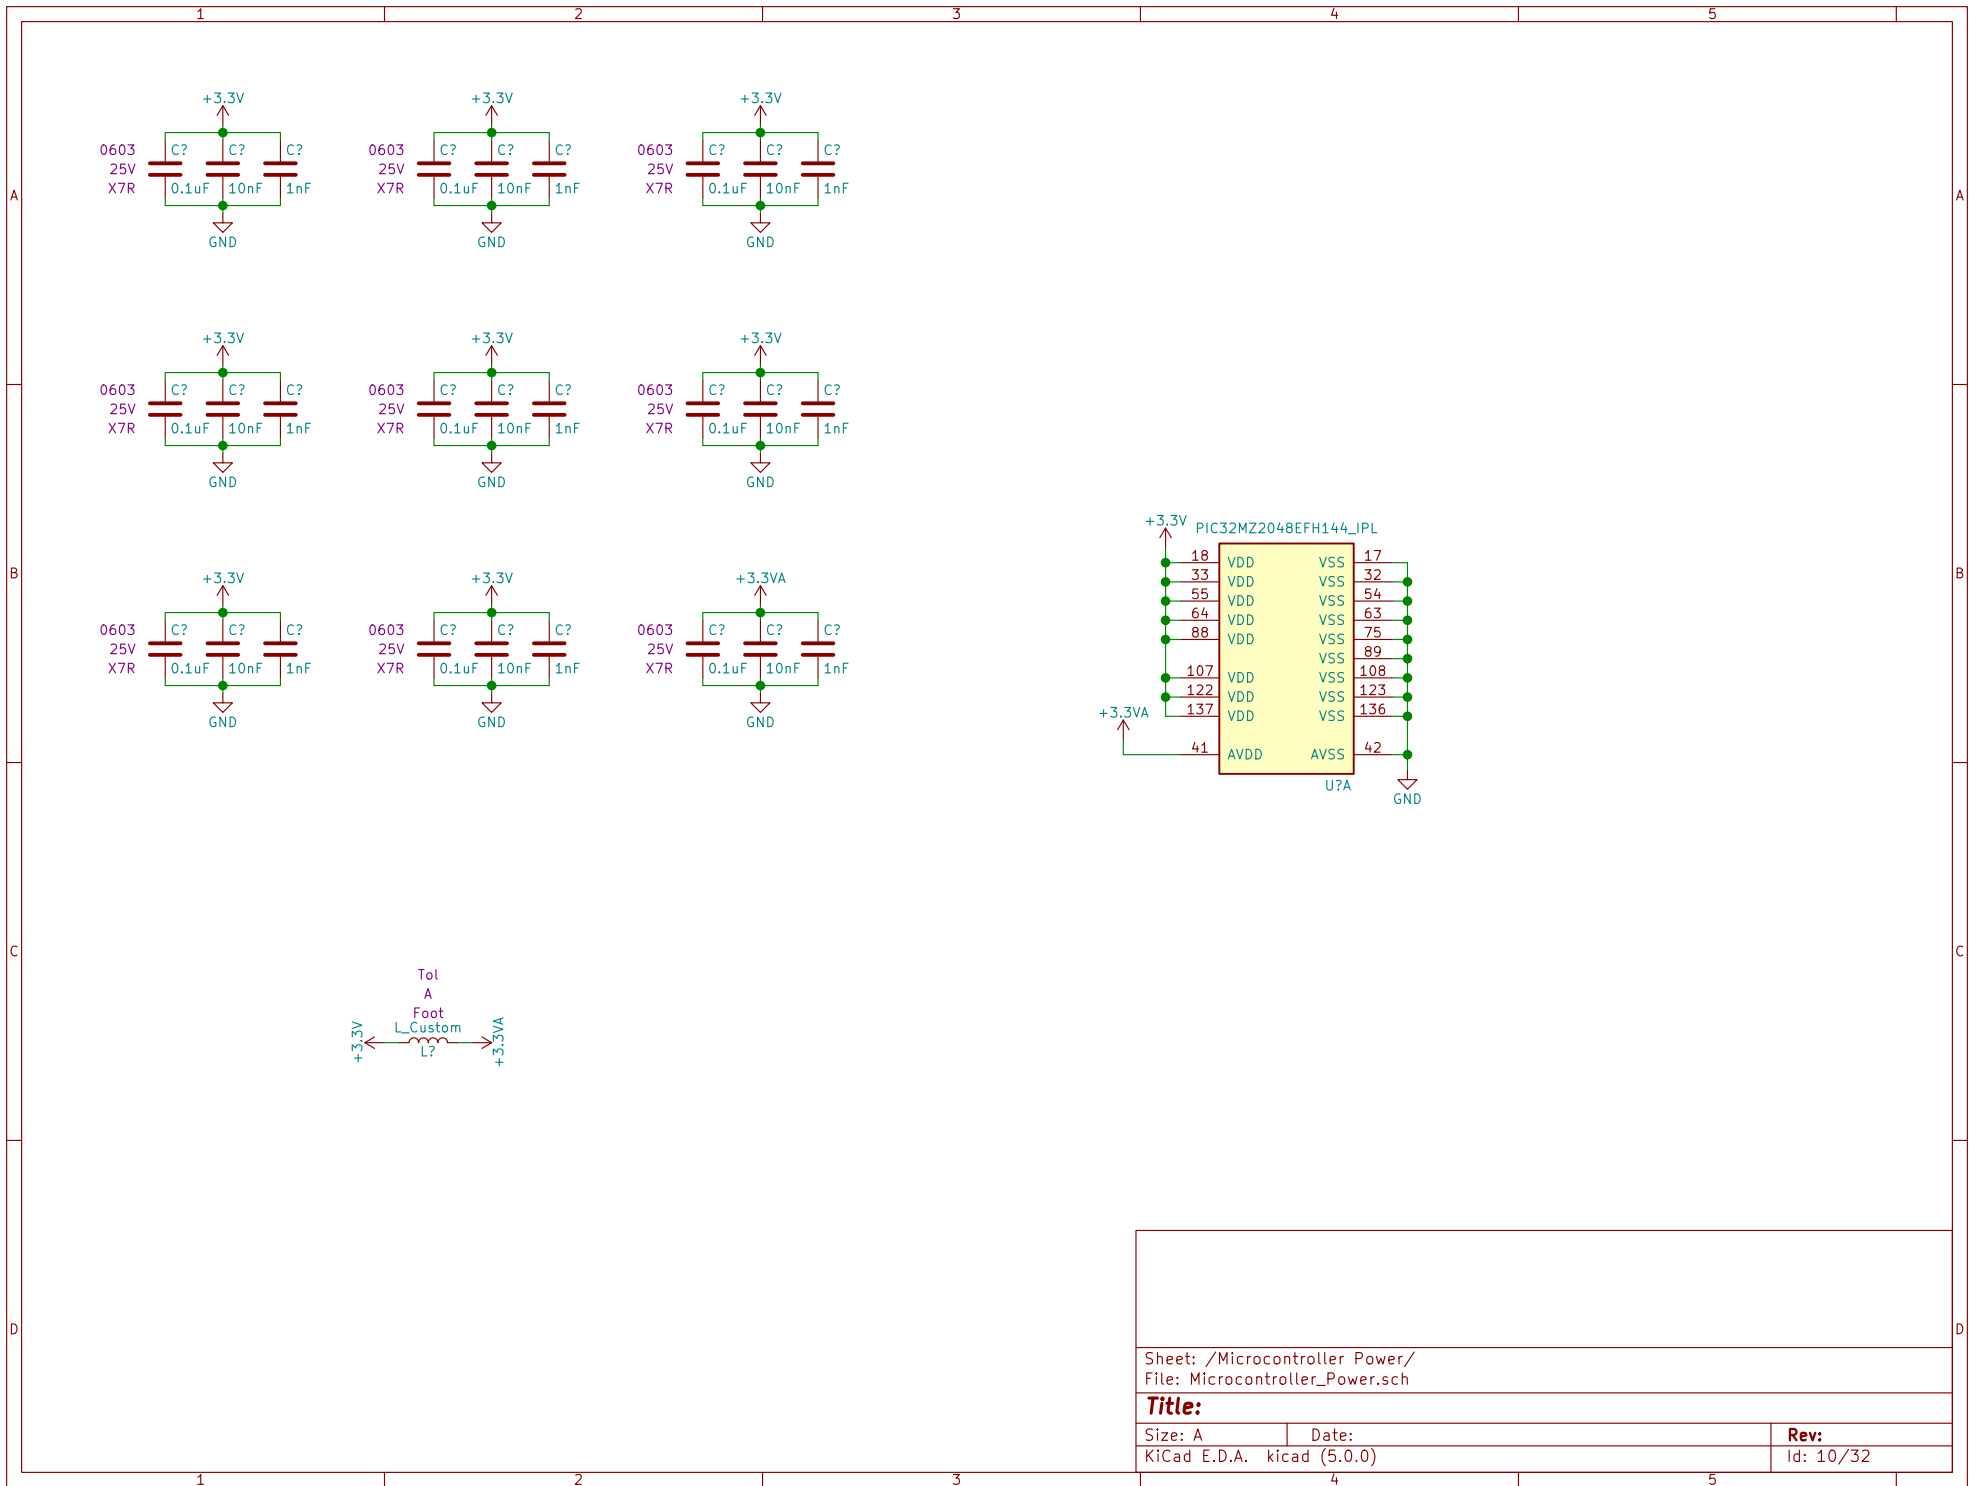 1 2 3 4 5
+3.3V +3.3V +3.3V
0603 C? C? C? 0603 C? C? C? 0603 C? C? C?
25V 25V 25V
X7R 0.1uF 10nF 1nF X7R 0.1uF 10nF 1nF X7R 0.1uF 10nF 1nF
A A
GND GND GND
+3.3V +3.3V +3.3V
0603 C? C? C? 0603 C? C? C? 0603 C? C? C?
25V 25V 25V
X7R 0.1uF 10nF 1nF X7R 0.1uF 10nF 1nF X7R 0.1uF 10nF 1nF
GND GND GND
+3.3V PIC32MZ2048EFH144_IPL
18 VDD VSS 17
B B
+3.3V +3.3V +3.3VA
33 VDD VSS 32
55 VDD VSS 54
64 VDD VSS 63
0603 C? C? C? 0603 C? C? C? 0603 C? C? C?
88 VDD VSS 75
25V 25V 25V
VSS 89
X7R 0.1uF 10nF 1nF X7R 0.1uF 10nF 1nF X7R 0.1uF 10nF 1nF
107 VDD VSS 108
122 VDD VSS 123
137 VDD VSS 136
GND GND GND
+3.3VA
41 AVDD AVSS 42
U?A
GND
C C
Tol
A
Foot
L_Custom
+3.3V L? +3.3VA
D D
Sheet: /Microcontroller Power/
File: Microcontroller_Power.sch
Title:
Size: A Date: Rev:
KiCad E.D.A. kicad (5.0.0) Id: 10/32
1 2 3 4 5